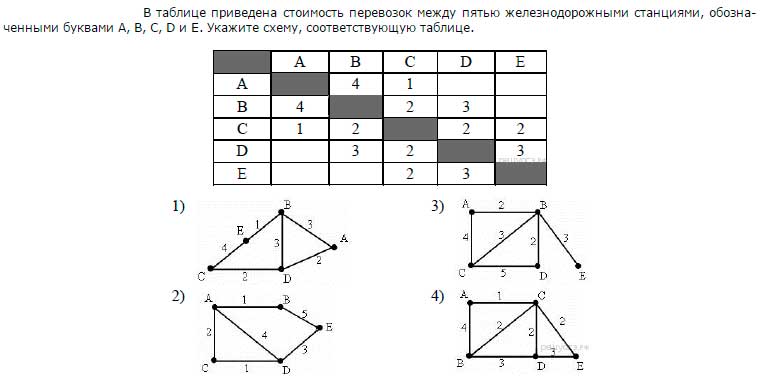 В таблице приведена стоимость перевозок между пятью железнодорожными станциями, обозна-
ченными буквами A, B, C, D и E. Укажите схему, соответствующую таблице.
A B C D E
A 4 1
B 4 2 3
C 1 2 2 2
D 3 2 3
E 2 3
1)
B
E 1 3 A
4 3 2
C 2 D
3)
A 2 B
4 3 2 3
C 5 D E
2)
A 1 B
5
2 4 E
3
C 1 D
4)
A 1 C
4 2 2 2
3
B 3 D E